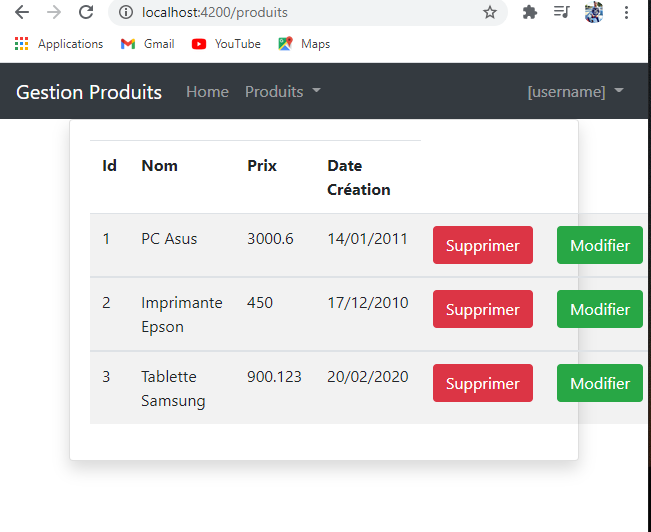 localhost:4200/produits
Applications Gmail YouTube Maps
Gestion Produits Home Produits [username]
Id Nom Prix Date
Création
1 PC Asus 3000.6 14/01/2011 Supprimer Modifier
2 Imprimante 450 17/12/2010 Supprimer Modifier
Epson
3 Tablette 900.123 20/02/2020 Supprimer Modifier
Samsung